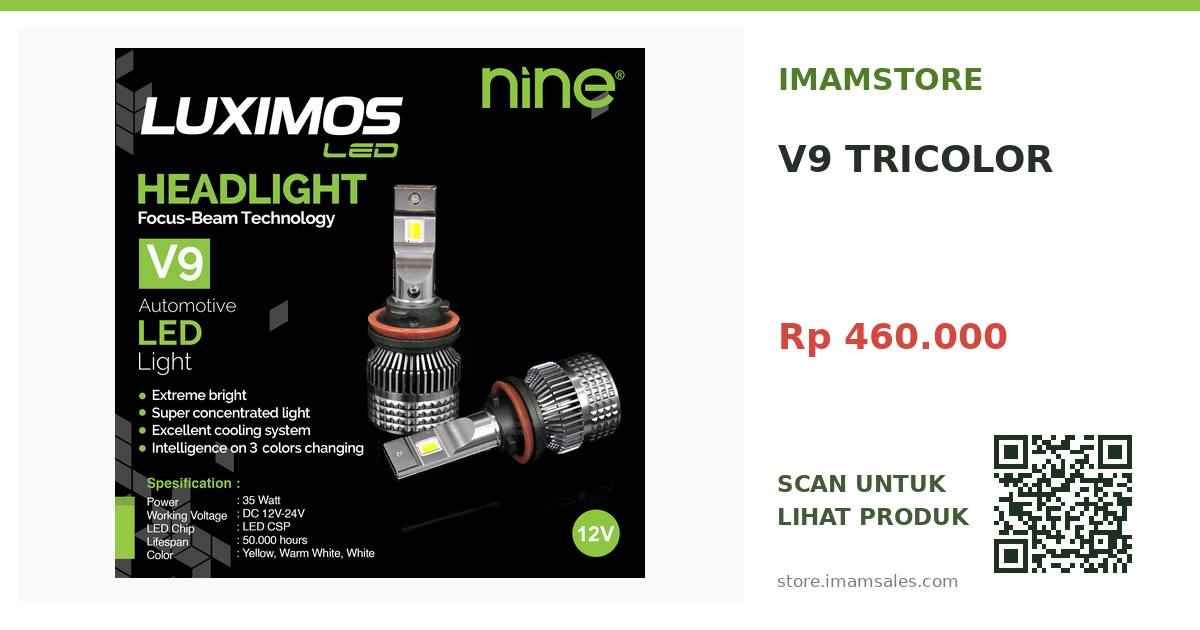 nine®
LUXIMOS
LED
HEADLIGHT
Focus-Beam Technology
V9
Automotive
LED
Light
Extreme bright
Super concentrated light
Excellent cooling system
Intelligence on 3 colors changing
Spesification :
Power : 35 Watt
Working Voltage : DC 12V-24V
LED Chip : LED CSP
Lifespan : 50.000 hours
Color : Yellow, Warm White, White
12V
IMAMSTORE
V9 TRICOLOR
Rp 460.000
SCAN UNTUK
LIHAT PRODUK
store.imamsales.com